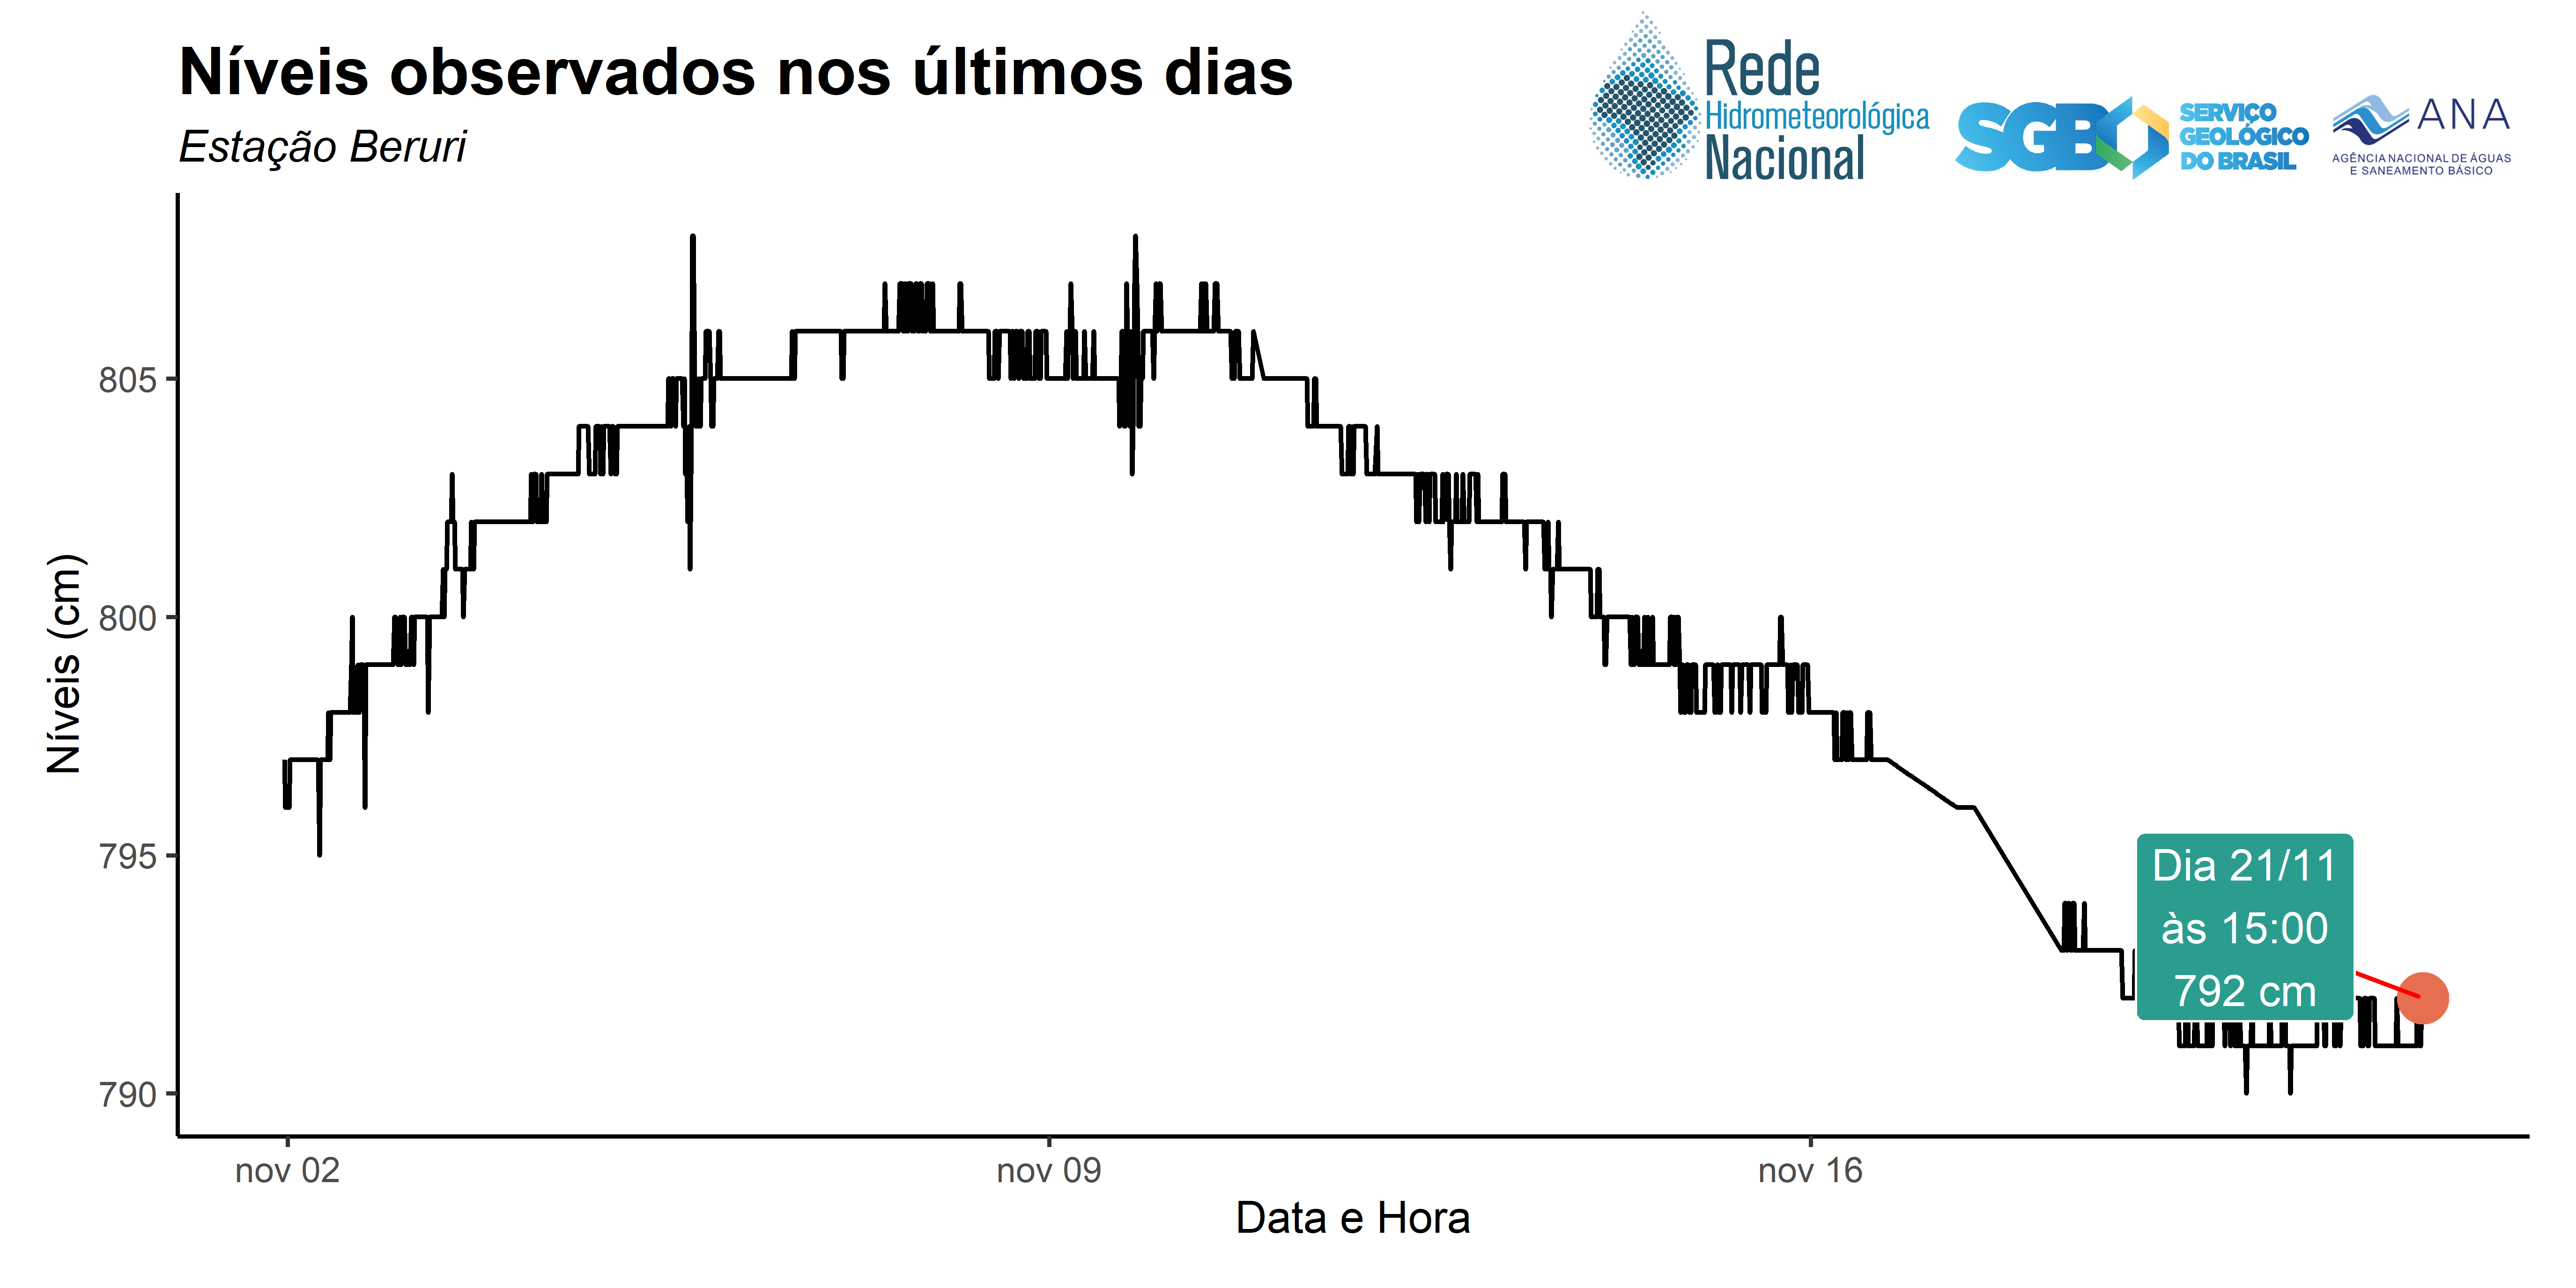 Níveis observados nos últimos dias
Estação Beruri
Rede
Hidrometeorológica
Nacional
SGB
SERVIÇO
GEOLÓGICO
DO BRASIL
ANA
AGÊNCIA NACIONAL DE ÁGUAS
E SANEAMENTO BÁSICO
Níveis (cm)
805
800
795
790
Dia 21/11
às 15:00
792 cm
nov 02
nov 09
nov 16
Data e Hora